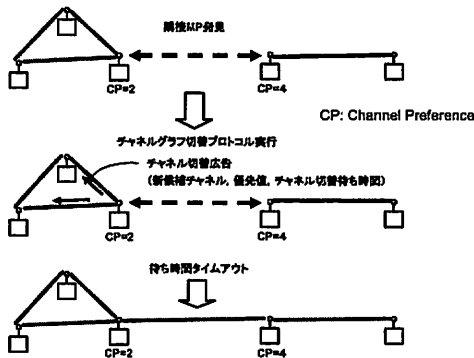 隣接MP発見
CP=2
CP=4
CP: Channel Preference
チャネルグラフ切替プロトコル実行
チャネル切替広告
(新候補チャネル, 優先値, チャネル切替待ち時間)
CP=2
CP=4
待ち時間タイムアウト
CP=2
CP=4